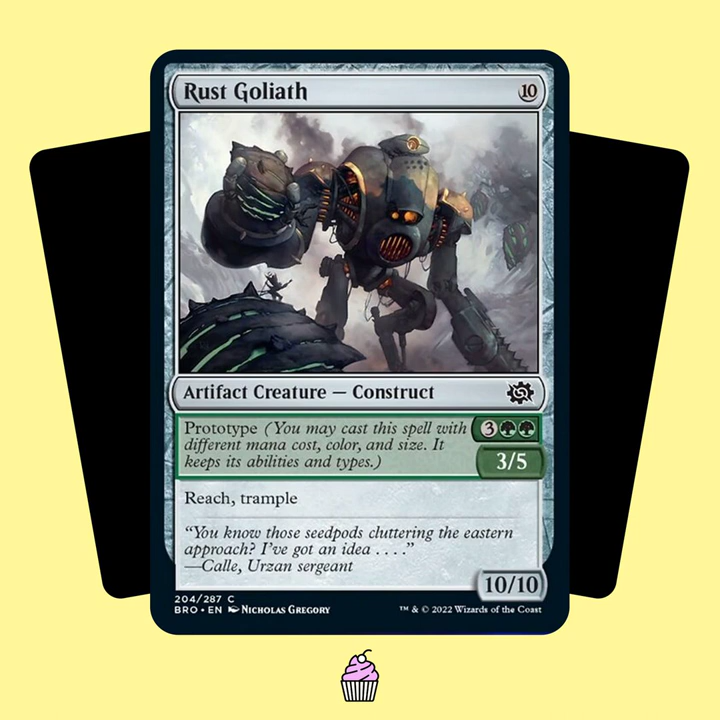 Rust Goliath 10
Artifact Creature — Construct
Prototype (You may cast this spell with 3
different mana cost, color, and size. It
keeps its abilities and types.) 3/5
Reach, trample
“You know those seedpods cluttering the eastern
approach? I’ve got an idea . . . .”
—Calle, Urzan sergeant
10/10
204/287 C
BRO • EN Nicholas Gregory ™ & © 2022 Wizards of the Coast